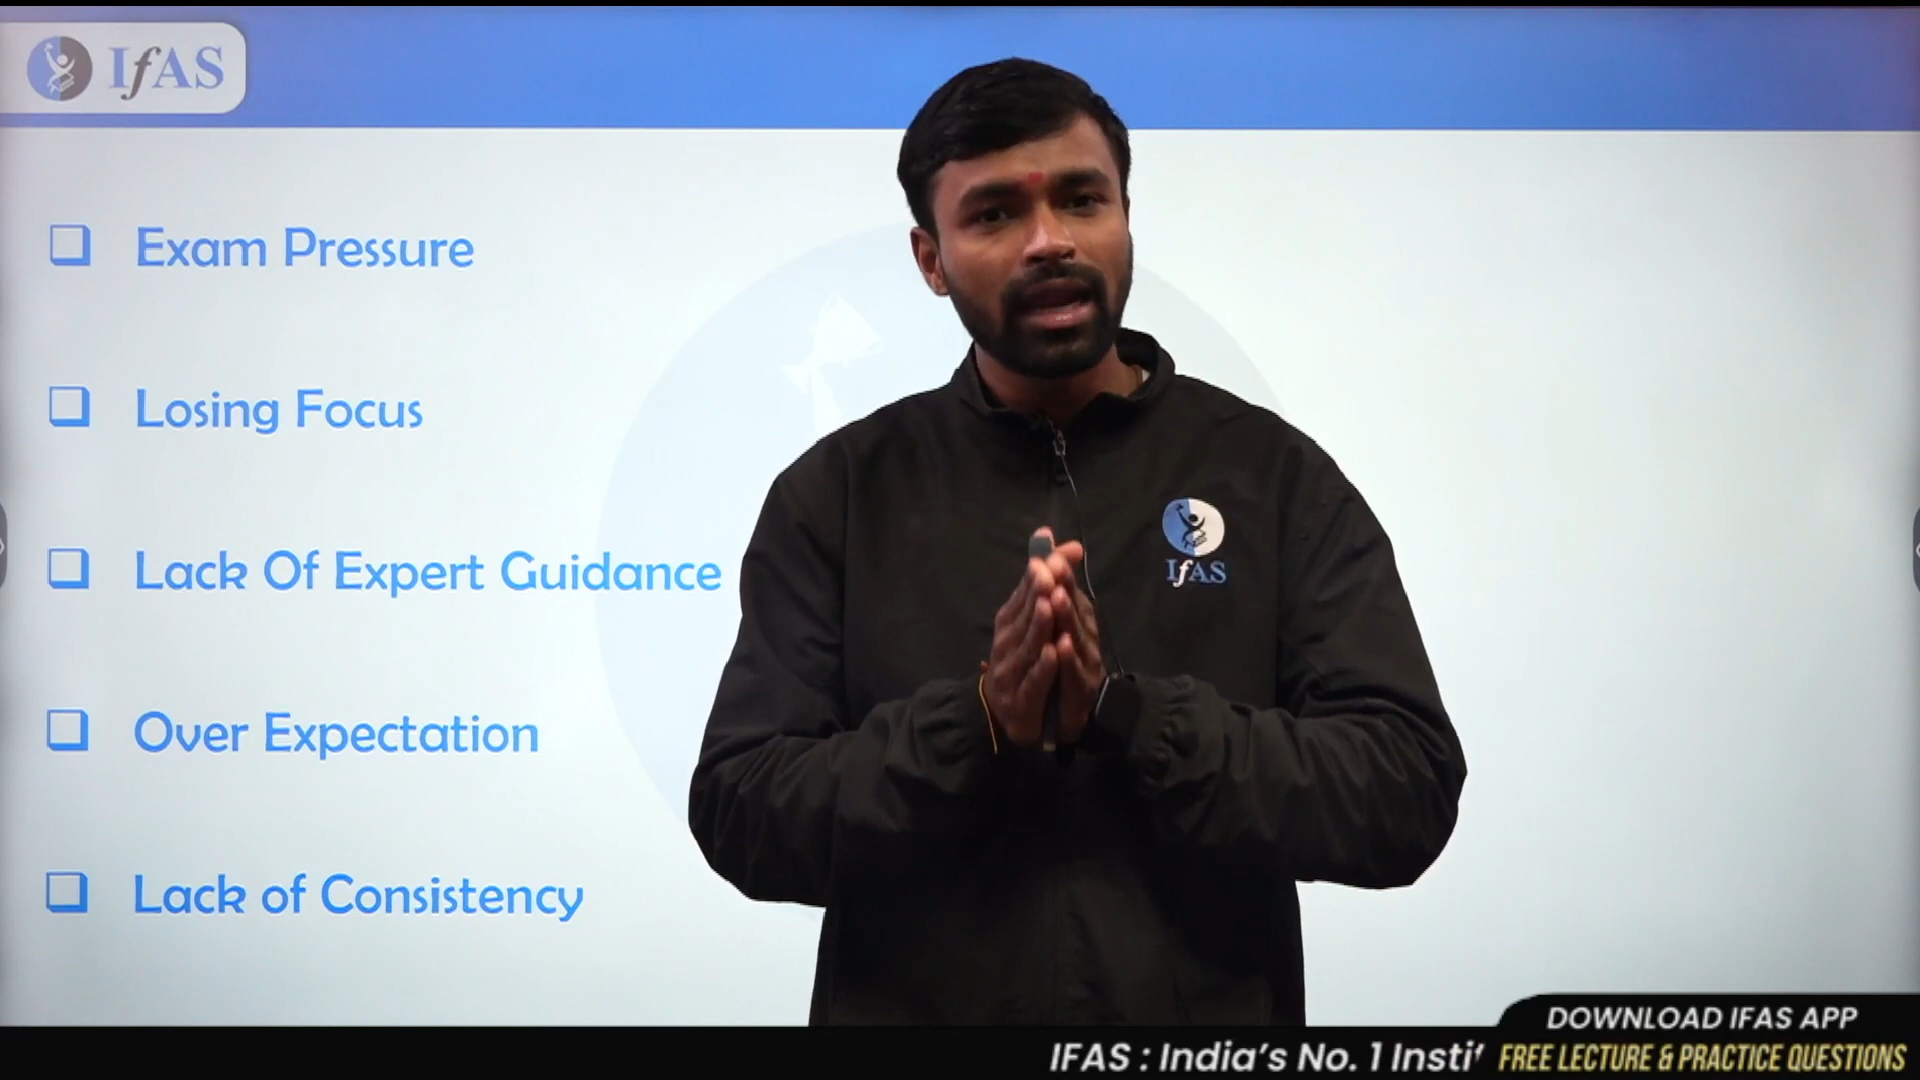 IfAS
Exam Pressure
Losing Focus
Lack Of Expert Guidance
Over Expectation
Lack of Consistency
IfAS
DOWNLOAD IFAS APP
IFAS : India's No. 1
FREE LECTURE & PRACTICE QUESTIONS